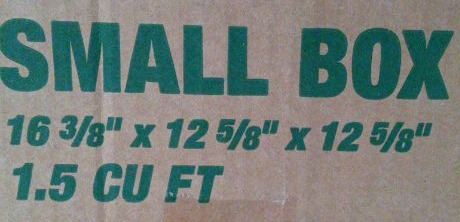 SMALL BOX
16 3/8" x 12 5/8" x 12 5/8"
1.5 CU FT